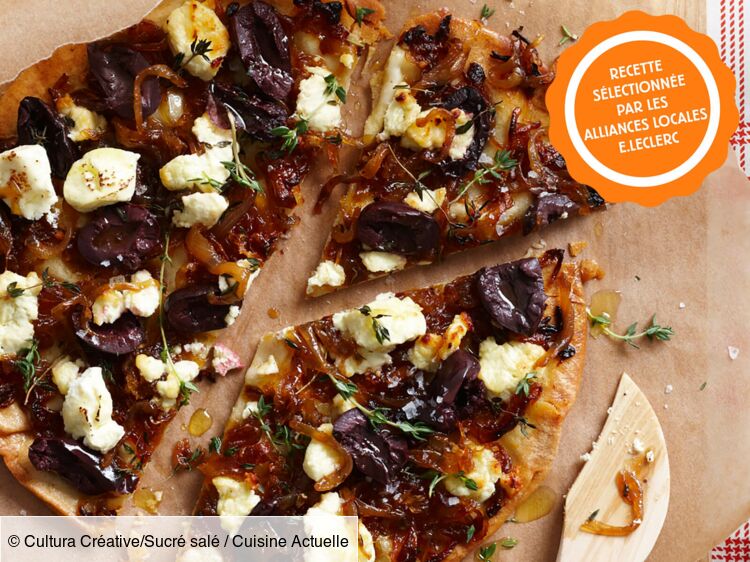 RECETTE
SÉLECTIONNÉE
PAR LES
ALLIANCES LOCALES
E.LECLERC
© Cultura Créative/Sucré salé / Cuisine Actuelle